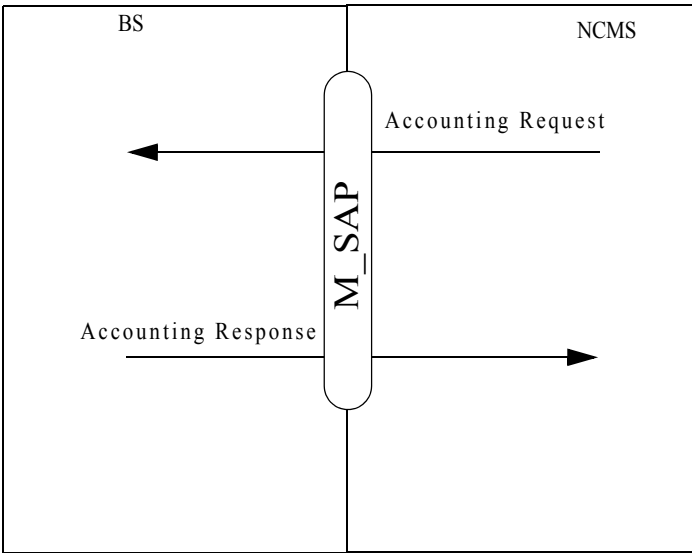 BS
NCMS
Accounting Request
M_SAP
Accounting Response